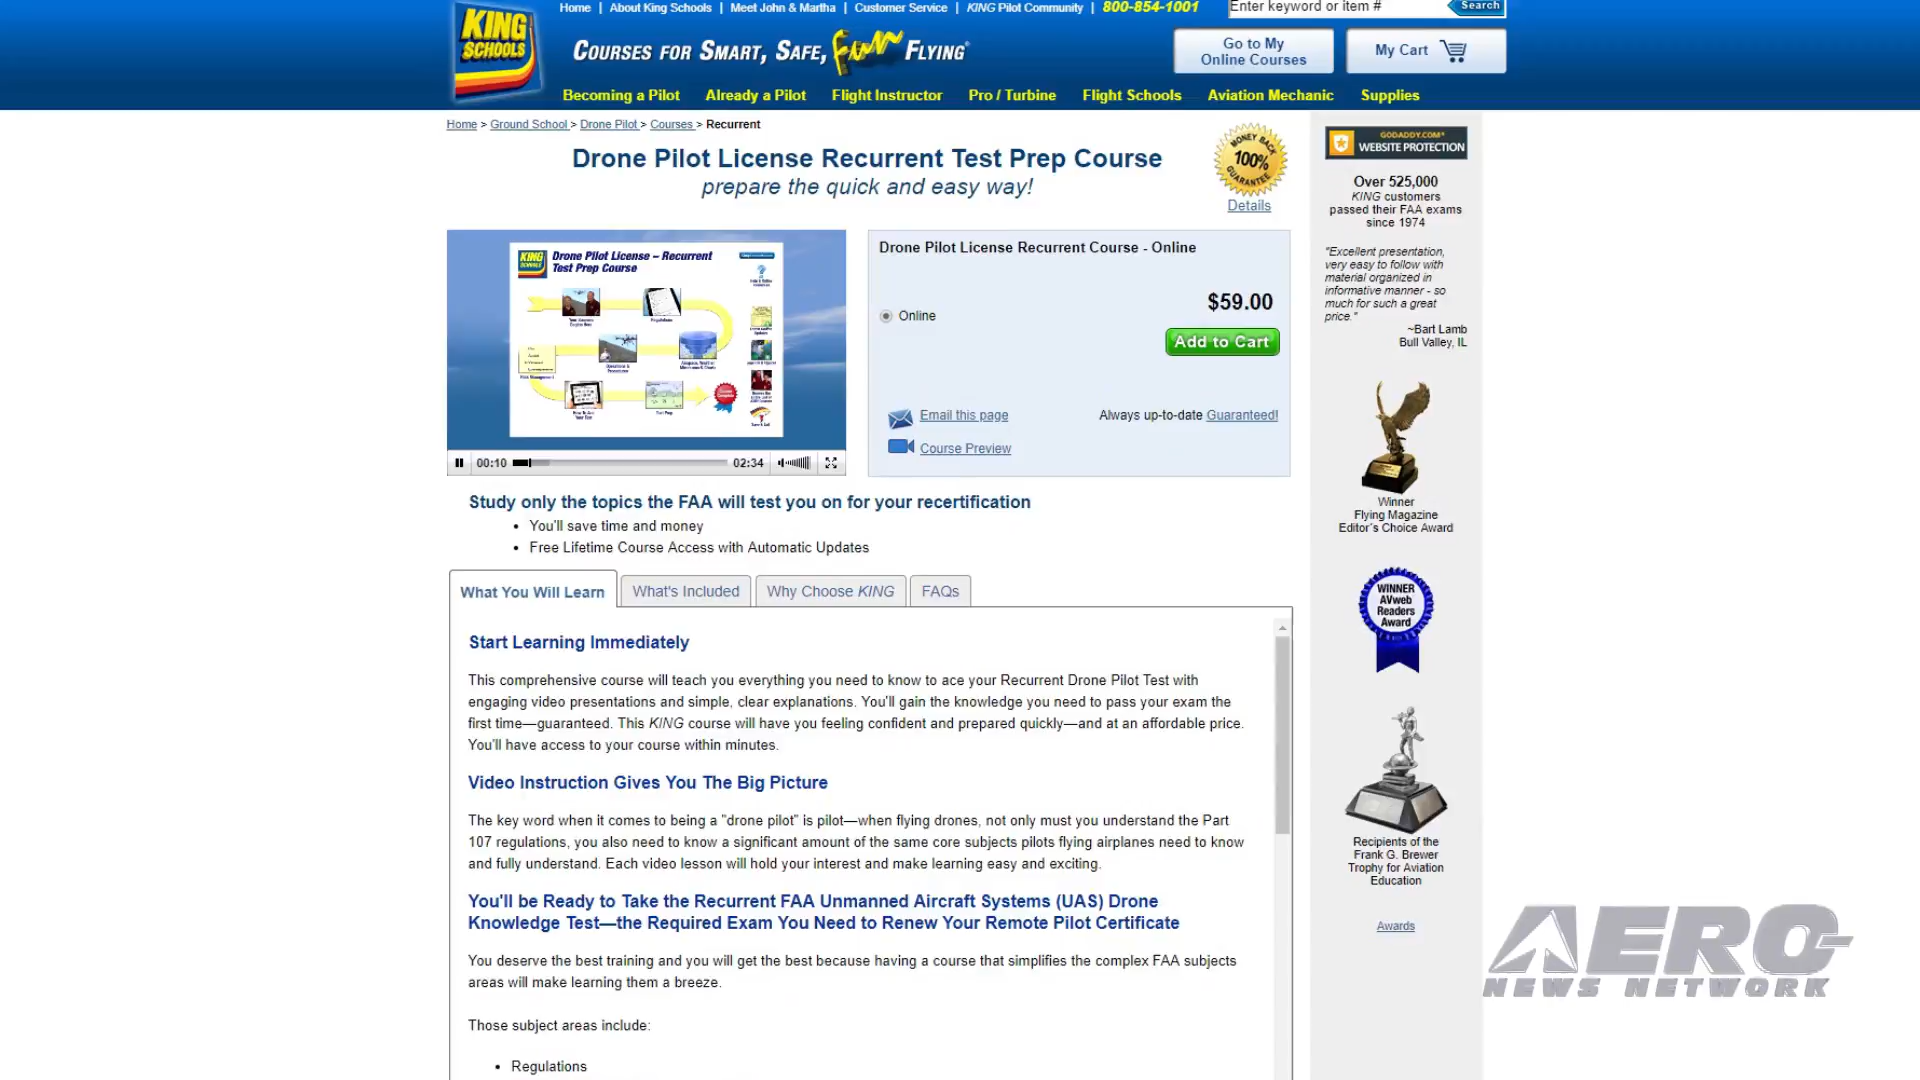 Home | About King Schools | Meet John & Martha | Customer Service | KING Pilot Community | 800-854-1001
Enter keyword or item #
Search
KING SCHOOLS
COURSES FOR SMART, SAFE, Fun FLYING
Go to My
Online Courses
My Cart
Becoming a Pilot
Already a Pilot
Flight Instructor
Pro / Turbine
Flight Schools
Aviation Mechanic
Supplies
Home > Ground School > Drone Pilot > Courses > Recurrent
Drone Pilot License Recurrent Test Prep Course
prepare the quick and easy way!
MONEY BACK
100%
GUARANTEE
Details
KING SCHOOLS
Drone Pilot License – Recurrent
Test Prep Course
Regulations
00:10
02:34
Drone Pilot License Recurrent Course - Online
Online
$59.00
Add to Cart
Email this page
Always up-to-date Guaranteed!
Course Preview
Study only the topics the FAA will test you on for your recertification
• You'll save time and money
• Free Lifetime Course Access with Automatic Updates
What You Will Learn
What's Included
Why Choose KING
FAQs
Start Learning Immediately
This comprehensive course will teach you everything you need to know to ace your Recurrent Drone Pilot Test with
engaging video presentations and simple, clear explanations. You'll gain the knowledge you need to pass your exam the
first time—guaranteed. This KING course will have you feeling confident and prepared quickly—and at an affordable price.
You'll have access to your course within minutes.
Video Instruction Gives You The Big Picture
The key word when it comes to being a "drone pilot" is pilot—when flying drones, not only must you understand the Part
107 regulations, you also need to know a significant amount of the same core subjects pilots flying airplanes need to know
and fully understand. Each video lesson will hold your interest and make learning easy and exciting.
You'll be Ready to Take the Recurrent FAA Unmanned Aircraft Systems (UAS) Drone
Knowledge Test—the Required Exam You Need to Renew Your Remote Pilot Certificate
You deserve the best training and you will get the best because having a course that simplifies the complex FAA subjects
areas will make learning them a breeze.
Those subject areas include:
• Regulations
GODADDY.COM
WEBSITE PROTECTION
Over 525,000
KING customers
passed their FAA exams
since 1974
"Excellent presentation,
very easy to follow with
material organized in
informative manner - so
much for such a great
price."
~Bart Lamb
Bull Valley, IL
Winner
Flying Magazine
Editor's Choice Award
WINNER
AVweb
Readers
Award
Recipients of the
Frank G. Brewer
Trophy for Aviation
Education
Awards
AERO-
NEWS NETWORK